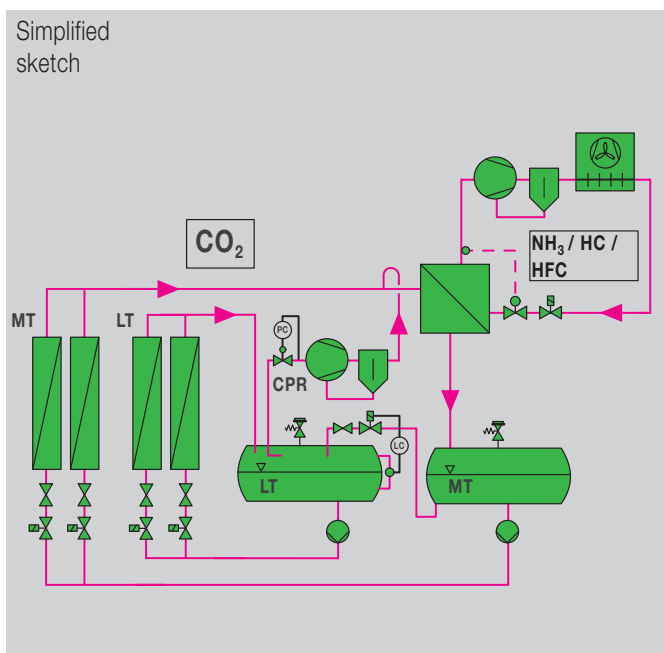 Simplified
sketch
CO₂
NH₃ / HC /
HFC
MT
LT
PC
CPR
LC
LT
MT